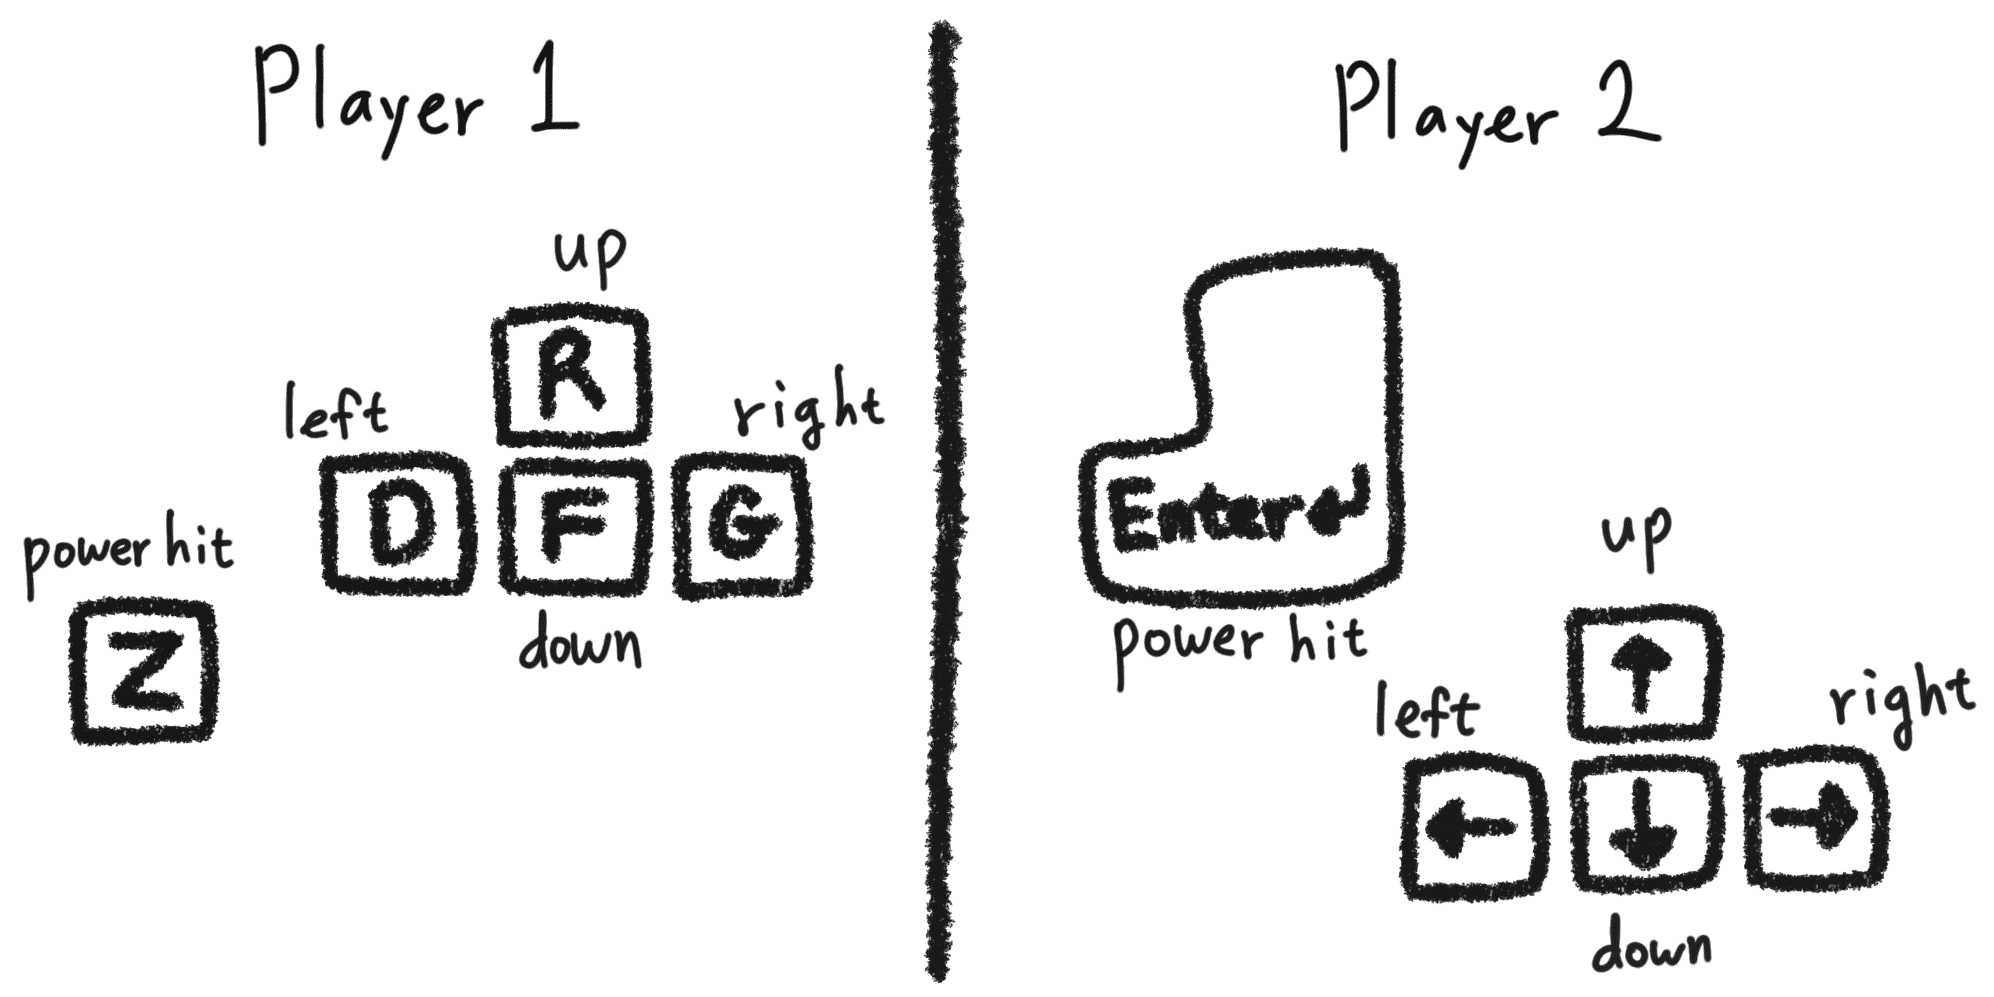 Player 1
up
R
left
right
D F G
power hit
down
Z
Player 2
Enter↵
power hit
up
↑
left
right
← ↓ →
down